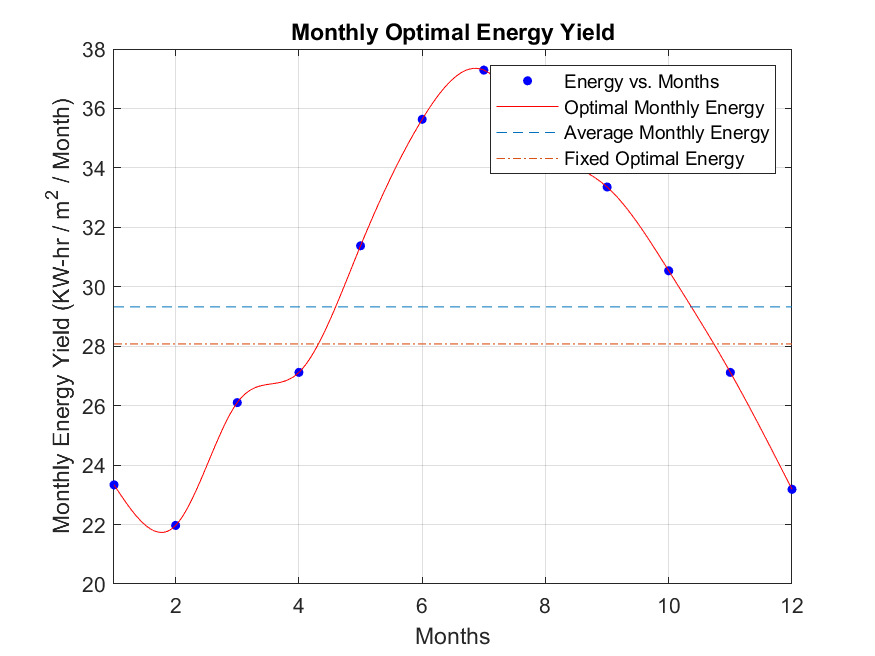 Monthly Optimal Energy Yield
Monthly Energy Yield (KW-hr / m² / Month)
38
36
34
32
30
28
26
24
22
20
Energy vs. Months
Optimal Monthly Energy
Average Monthly Energy
Fixed Optimal Energy
2 4 6 8 10 12
Months